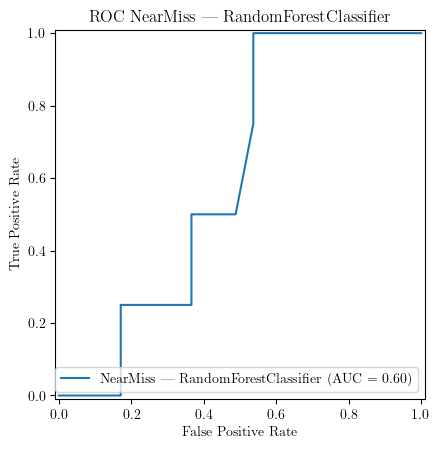 ROC NearMiss — RandomForestClassifier
True Positive Rate
1.0
0.8
0.6
0.4
0.2
0.0
NearMiss — RandomForestClassifier (AUC = 0.60)
0.0 0.2 0.4 0.6 0.8 1.0
False Positive Rate